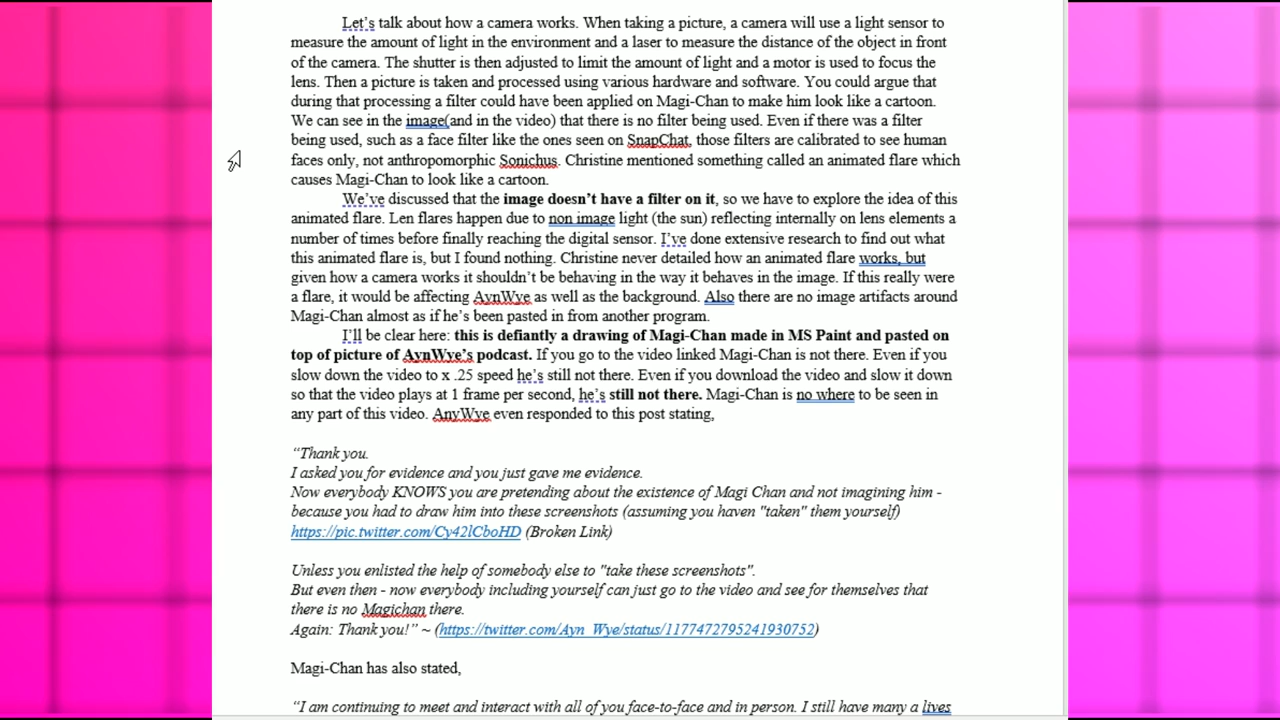 Let’s talk about how a camera works. When taking a picture, a camera will use a light sensor to
measure the amount of light in the environment and a laser to measure the distance of the object in front
of the camera. The shutter is then adjusted to limit the amount of light and a motor is used to focus the
lens. Then a picture is taken and processed using various hardware and software. You could argue that
during that processing a filter could have been applied on Magi-Chan to make him look like a cartoon.
We can see in the image(and in the video) that there is no filter being used. Even if there was a filter
being used, such as a face filter like the ones seen on SnapChat, those filters are calibrated to see human
faces only, not anthropomorphic Sonichus. Christine mentioned something called an animated flare which
causes Magi-Chan to look like a cartoon.
We’ve discussed that the image doesn’t have a filter on it, so we have to explore the idea of this
animated flare. Len flares happen due to non image light (the sun) reflecting internally on lens elements a
number of times before finally reaching the digital sensor. I’ve done extensive research to find out what
this animated flare is, but I found nothing. Christine never detailed how an animated flare works, but
given how a camera works it shouldn’t be behaving in the way it behaves in the image. If this really were
a flare, it would be affecting AynWye as well as the background. Also there are no image artifacts around
Magi-Chan almost as if he’s been pasted in from another program.
I’ll be clear here: this is defiantly a drawing of Magi-Chan made in MS Paint and pasted on
top of picture of AynWye’s podcast. If you go to the video linked Magi-Chan is not there. Even if you
slow down the video to x .25 speed he’s still not there. Even if you download the video and slow it down
so that the video plays at 1 frame per second, he’s still not there. Magi-Chan is no where to be seen in
any part of this video. AnyWye even responded to this post stating,
“Thank you.
I asked you for evidence and you just gave me evidence.
Now everybody KNOWS you are pretending about the existence of Magi Chan and not imagining him -
because you had to draw him into these screenshots (assuming you haven "taken" them yourself)
https://pic.twitter.com/Cy42lCboHD (Broken Link)
Unless you enlisted the help of somebody else to "take these screenshots".
But even then - now everybody including yourself can just go to the video and see for themselves that
there is no Magichan there.
Again: Thank you!” ~ (https://twitter.com/Ayn_Wye/status/1177472795241930752)
Magi-Chan has also stated,
“I am continuing to meet and interact with all of you face-to-face and in person. I still have many a lives